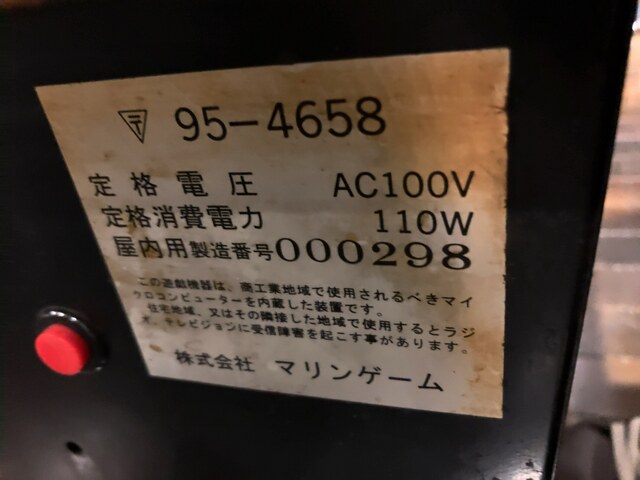 〒 95-4658
定格電圧 AC100V
定格消費電力 110W
屋内用製造番号000298
この遊戯機器は、商工業地域で使用されるべきマイ
クロコンピューターを内蔵した装置です。
住宅地域、又はその隣接した地域で使用するとラジ
オ、テレビジョンに受信障害を起こす事があります。
株式会社 マリンゲーム